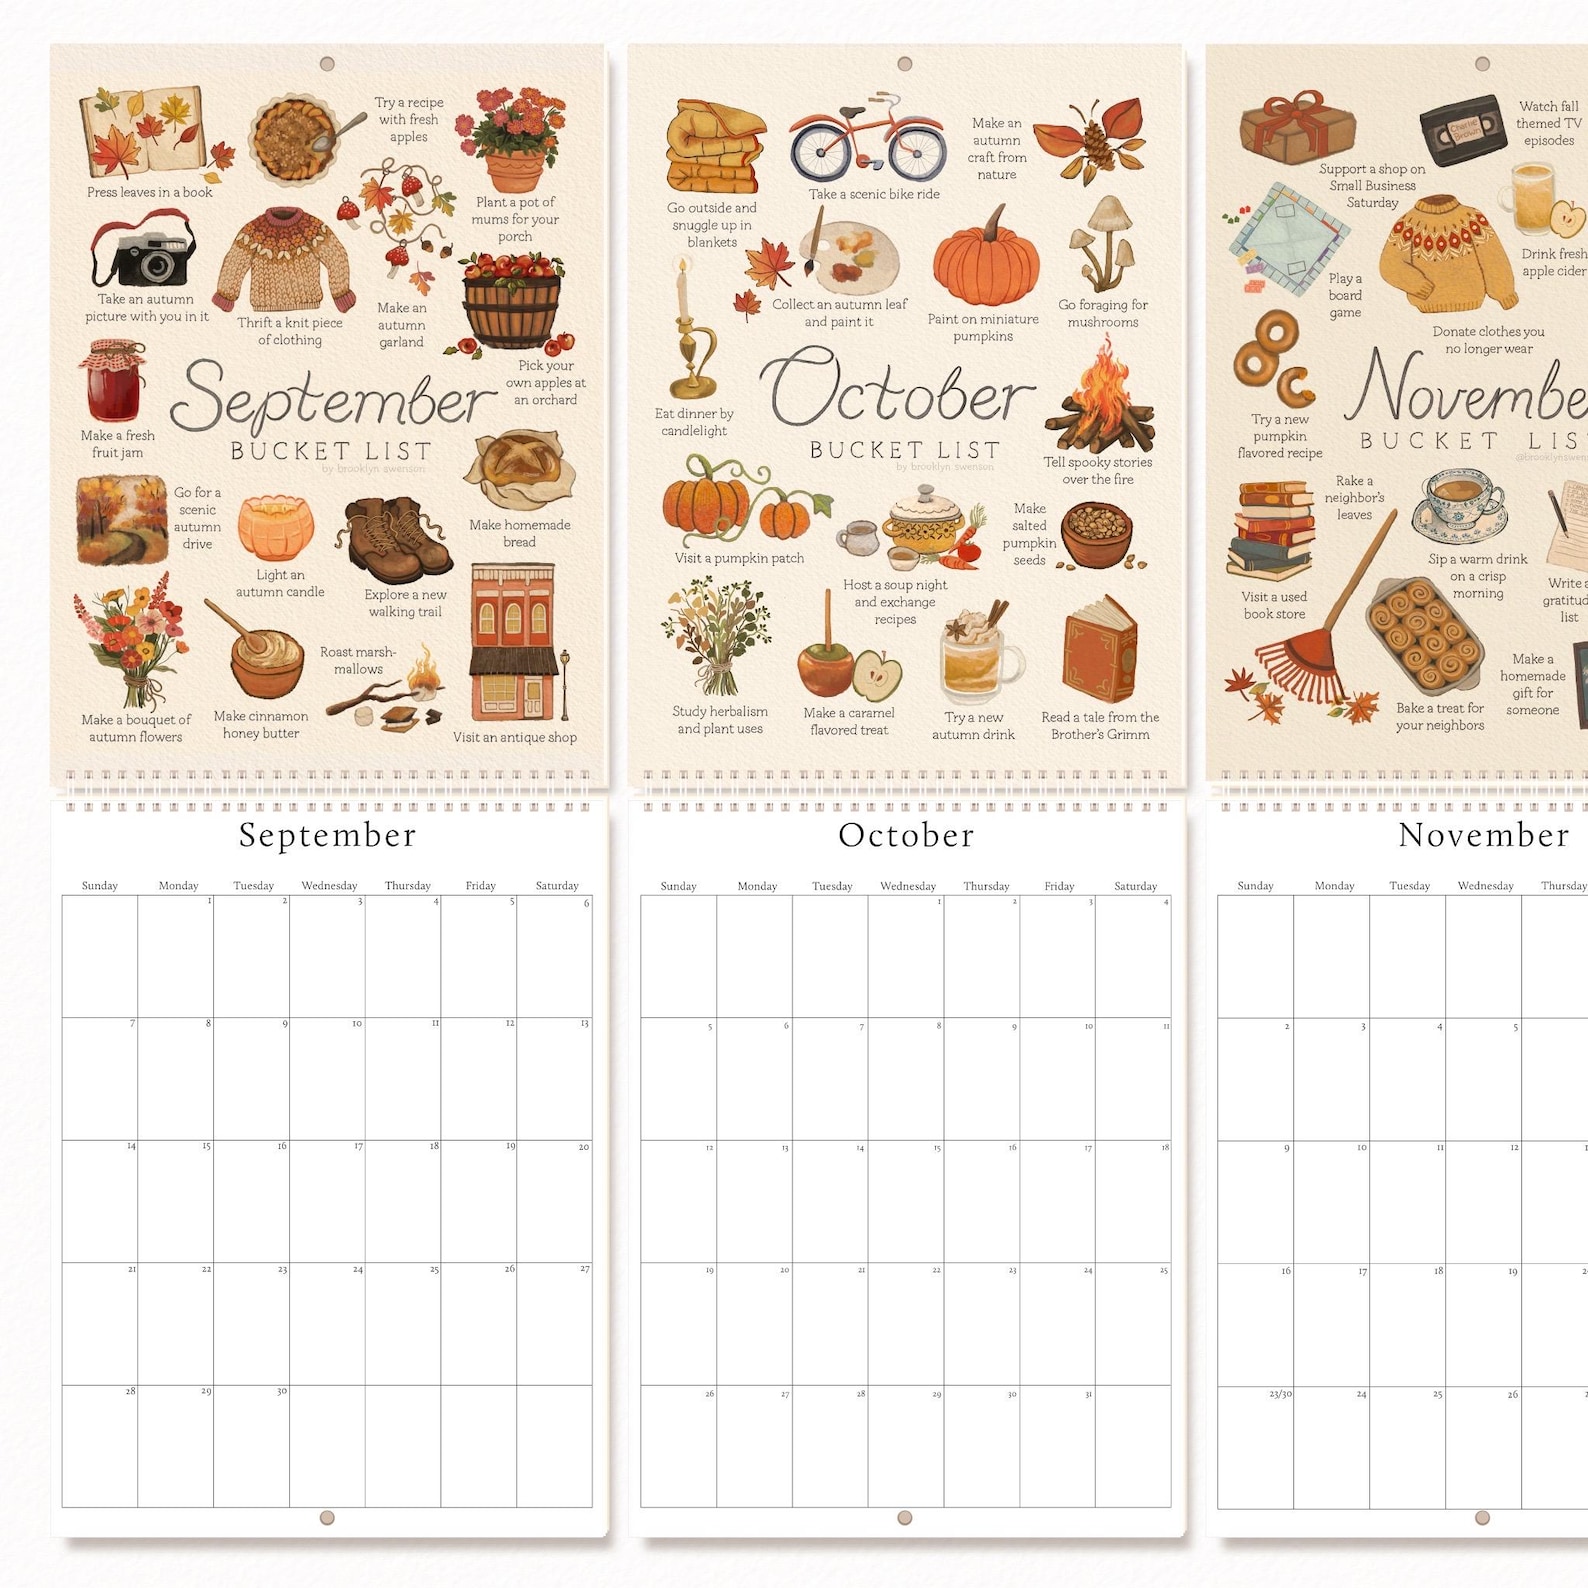 Try a recipe
with fresh
apples
Press leaves in a book
Plant a pot of
mums for your
porch
Take an autumn
picture with you in it
Thrift a knit piece
of clothing
Make an
autumn
garland
Pick your
own apples at
an orchard
Make a fresh
fruit jam
September
BUCKET LIST
by brooklyn swenson
Go for a
scenic
autumn
drive
Light an
autumn candle
Explore a new
walking trail
Make homemade
bread
Make a bouquet of
autumn flowers
Make cinnamon
honey butter
Roast marsh-
mallows
Visit an antique shop
September
Sunday Monday Tuesday Wednesday Thursday Friday Saturday
1 2 3 4 5 6
7 8 9 10 11 12 13
14 15 16 17 18 19 20
21 22 23 24 25 26 27
28 29 30
Go outside and
snuggle up in
blankets
Take a scenic bike ride
Make an
autumn
craft from
nature
Collect an autumn leaf
and paint it
Paint on miniature
pumpkins
Go foraging for
mushrooms
Eat dinner by
candlelight
October
BUCKET LIST
by brooklyn swenson
Tell spooky stories
over the fire
Visit a pumpkin patch
Host a soup night
and exchange
recipes
Make
salted
pumpkin
seeds
Study herbalism
and plant uses
Make a caramel
flavored treat
Try a new
autumn drink
Read a tale from the
Brother's Grimm
October
Sunday Monday Tuesday Wednesday Thursday Friday Saturday
1 2 3 4
5 6 7 8 9 10 11
12 13 14 15 16 17 18
19 20 21 22 23 24 25
26 27 28 29 30 31
Support a shop on
Small Business
Saturday
Charlie
Brown
Watch fall
themed TV
episodes
Play a
board
game
Donate clothes you
no longer wear
Drink fresh
apple cider
Try a new
pumpkin
flavored recipe
Novembe
BUCKET LIS
@brooklynswens
Rake a
neighbor's
leaves
Sip a warm drink
on a crisp
morning
Write a
gratitud
list
Visit a used
book store
Bake a treat for
your neighbors
Make a
homemade
gift for
someone
November
Sunday Monday Tuesday Wednesday Thursday
2 3 4 5
9 10 11 12
16 17 18 19
23/30 24 25 26